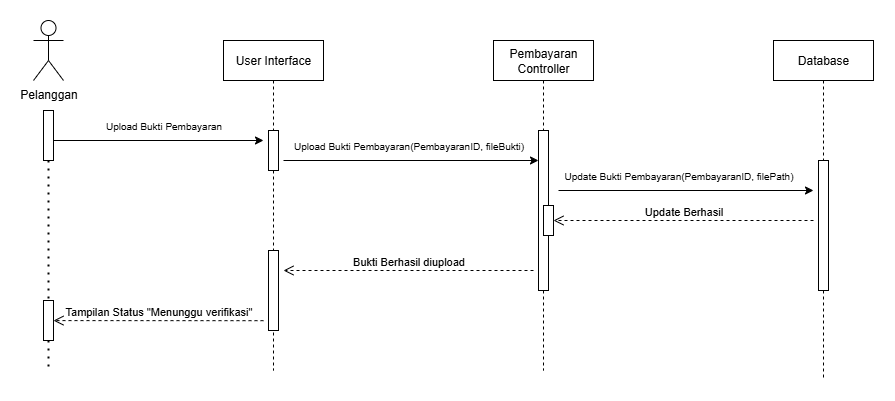 User Interface
Pembayaran
Controller
Database
Pelanggan
Upload Bukti Pembayaran
Upload Bukti Pembayaran(PembayaranID, fileBukti)
Update Bukti Pembayaran(PembayaranID, filePath)
Update Berhasil
Bukti Berhasil diupload
Tampilan Status "Menunggu verifikasi"